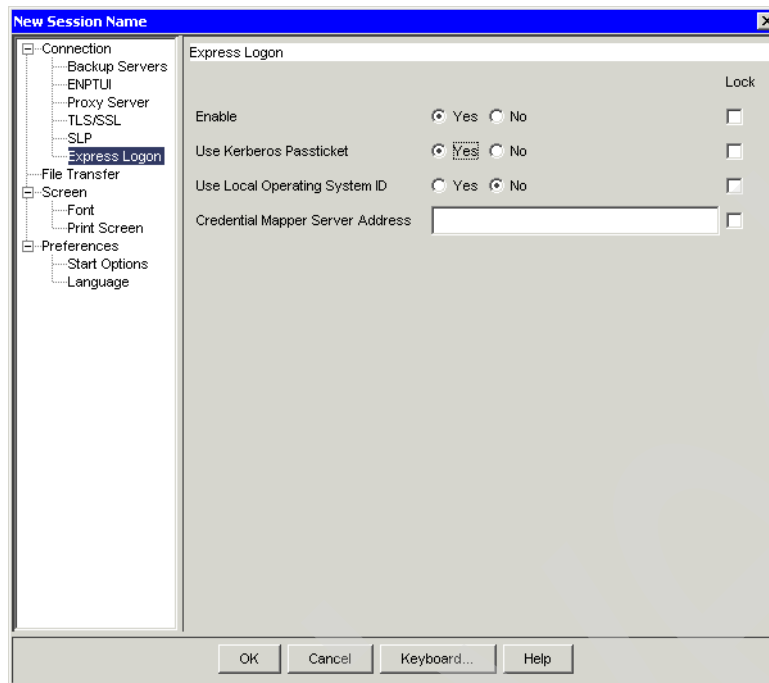 New Session Name
Connection
Backup Servers
ENPTUI
Proxy Server
TLS/SSL
SLP
Express Logon
File Transfer
Screen
Font
Print Screen
Preferences
Start Options
Language
Express Logon
Lock
Enable Yes No
Use Kerberos Passticket Yes No
Use Local Operating System ID Yes No
Credential Mapper Server Address
OK Cancel Keyboard... Help